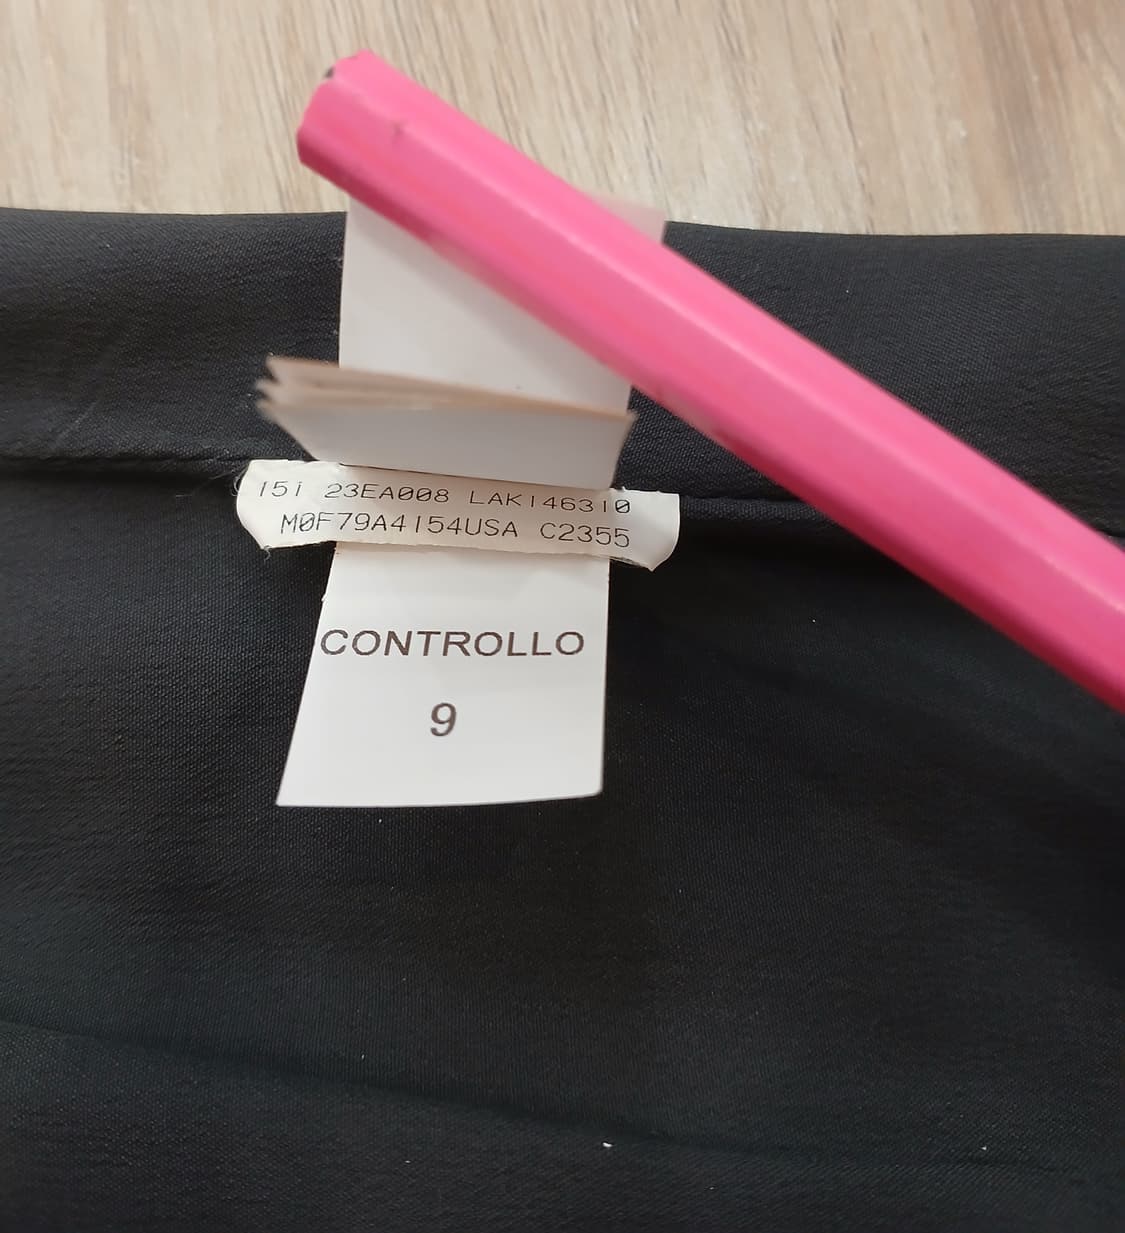 151 23EA008 LAK146310
M0F79A4154USA C2355
CONTROLLO
9